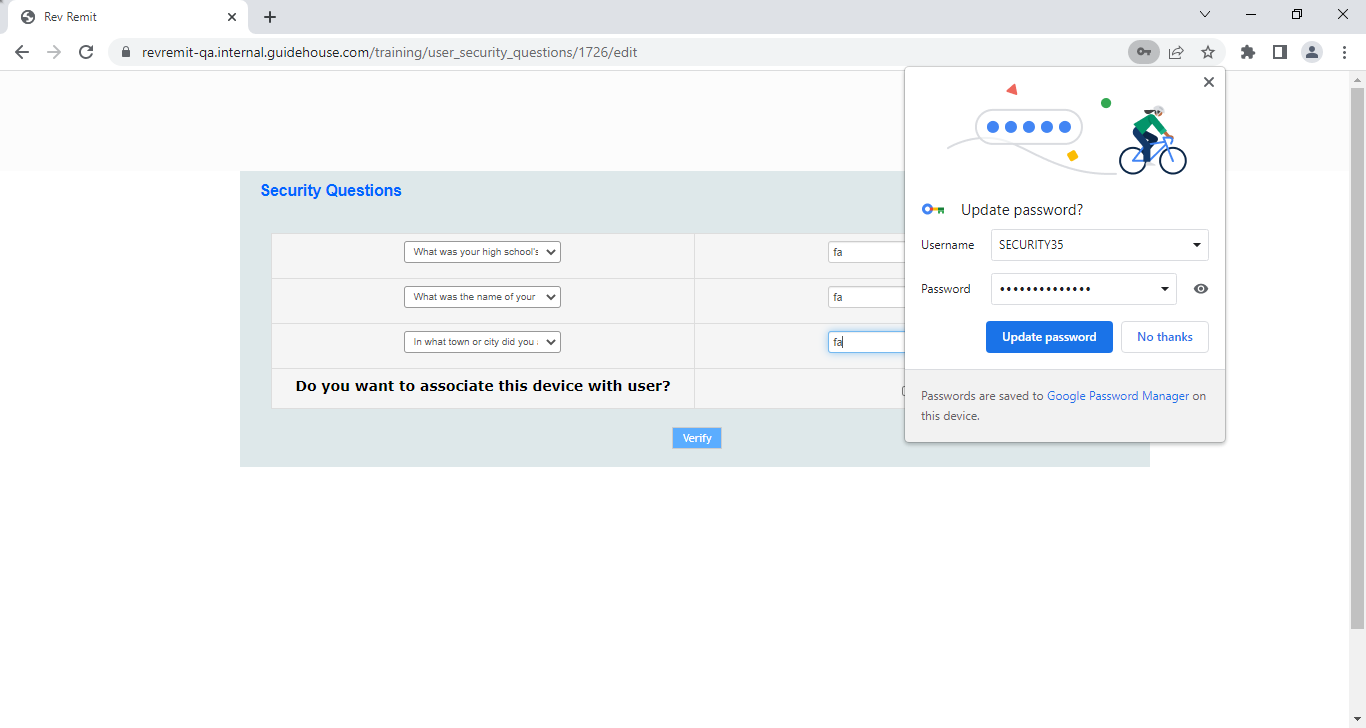 Rev Remit
revremit-qa.internal.guidehouse.com/training/user_security_questions/1726/edit
Security Questions
What was your high school's
fa
What was the name of your
fa
In what town or city did you
fa
Do you want to associate this device with user?
Verify
Update password?
Username
SECURITY35
Password
••••••••••••••
Update password
No thanks
Passwords are saved to Google Password Manager on
this device.